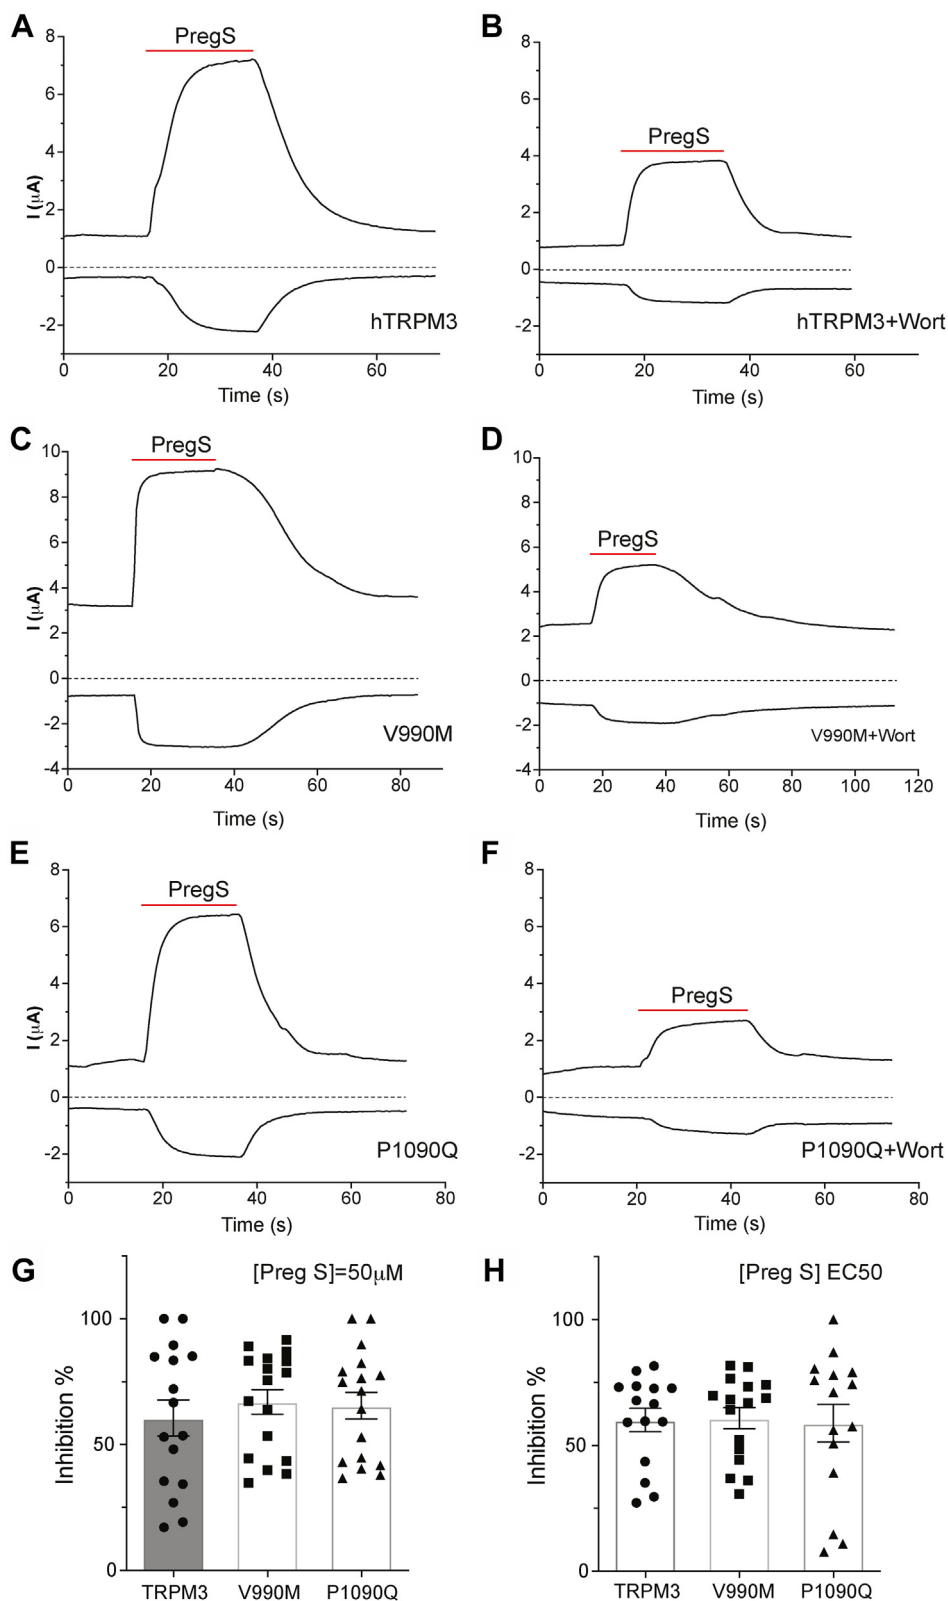 A
PregS
8
6
4
2
0
-2
I (μA)
0 20 40 60
Time (s)
hTRPM3
B
PregS
8
6
4
2
0
-2
0 20 40 60
Time (s)
hTRPM3+Wort
C
PregS
10
8
6
4
2
0
-2
-4
I (μA)
0 20 40 60 80
Time (s)
V990M
D
PregS
10
8
6
4
2
0
-2
-4
0 20 40 60 80 100 120
Time (s)
V990M+Wort
E
PregS
8
6
4
2
0
-2
I (μA)
0 20 40 60 80
Time (s)
P1090Q
F
PregS
8
6
4
2
0
-2
0 20 40 60 80
Time (s)
P1090Q+Wort
G
[Preg S]=50μM
100
50
0
Inhibition %
TRPM3 V990M P1090Q
H
[Preg S] EC50
100
50
0
Inhibition %
TRPM3 V990M P1090Q